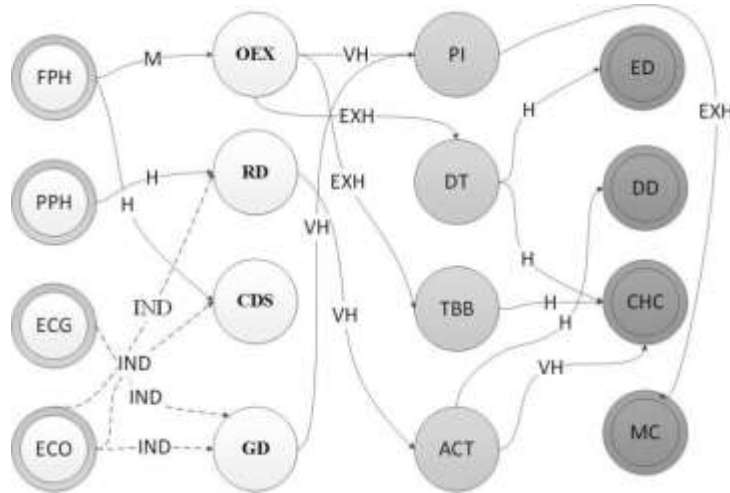 FPH M OEX VH PI ED
EXH H EXH
PPH H RD DT DD
H EXH VH H
ECG IND CDS VH TBB H CHC
IND H
IND VH
ECO IND GD ACT MC